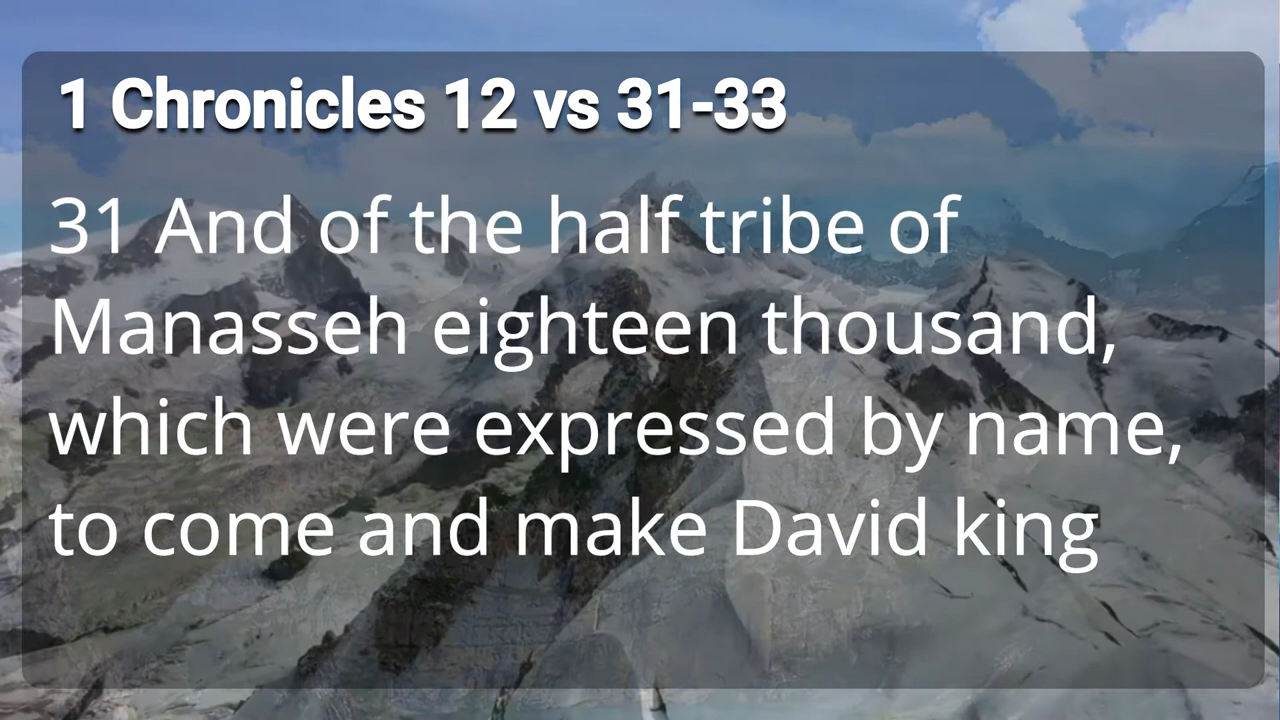 1 Chronicles 12 vs 31-33
31 And of the half tribe of
Manasseh eighteen thousand,
which were expressed by name,
to come and make David king